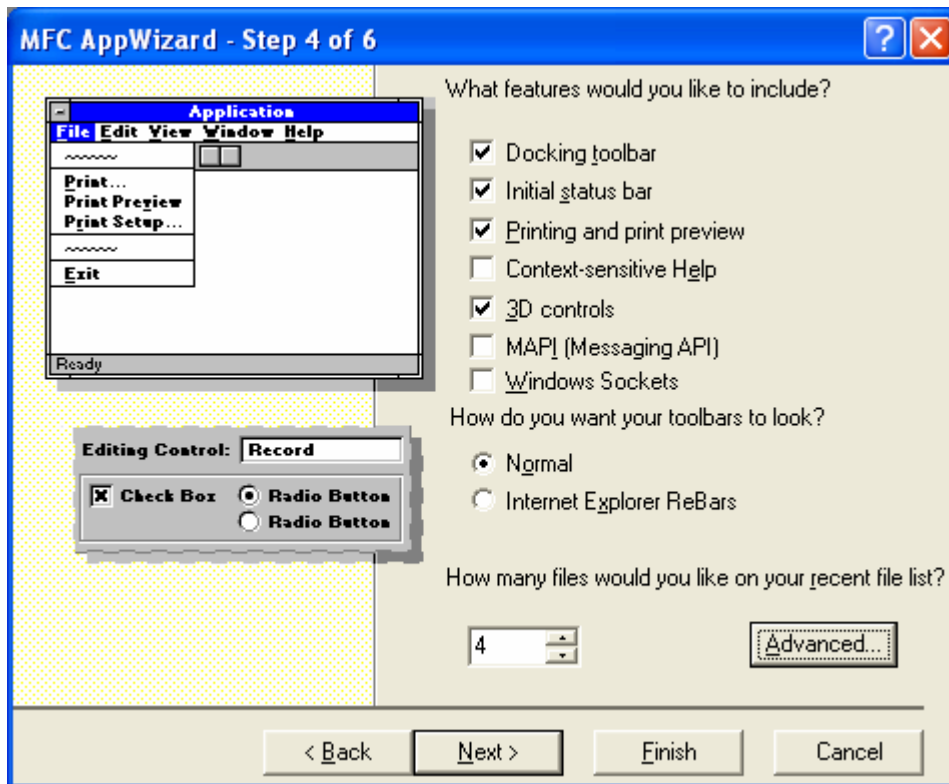 MFC AppWizard - Step 4 of 6
Application
File Edit View Window Help
Print...
Print Preview
Print Setup...
Exit
Ready
Editing Control: Record
Check Box Radio Button
Radio Button
What features would you like to include?
Docking toolbar
Initial status bar
Printing and print preview
Context-sensitive Help
3D controls
MAPI (Messaging API)
Windows Sockets
How do you want your toolbars to look?
Normal
Internet Explorer ReBars
How many files would you like on your recent file list?
4 Advanced...
< Back Next > Finish Cancel